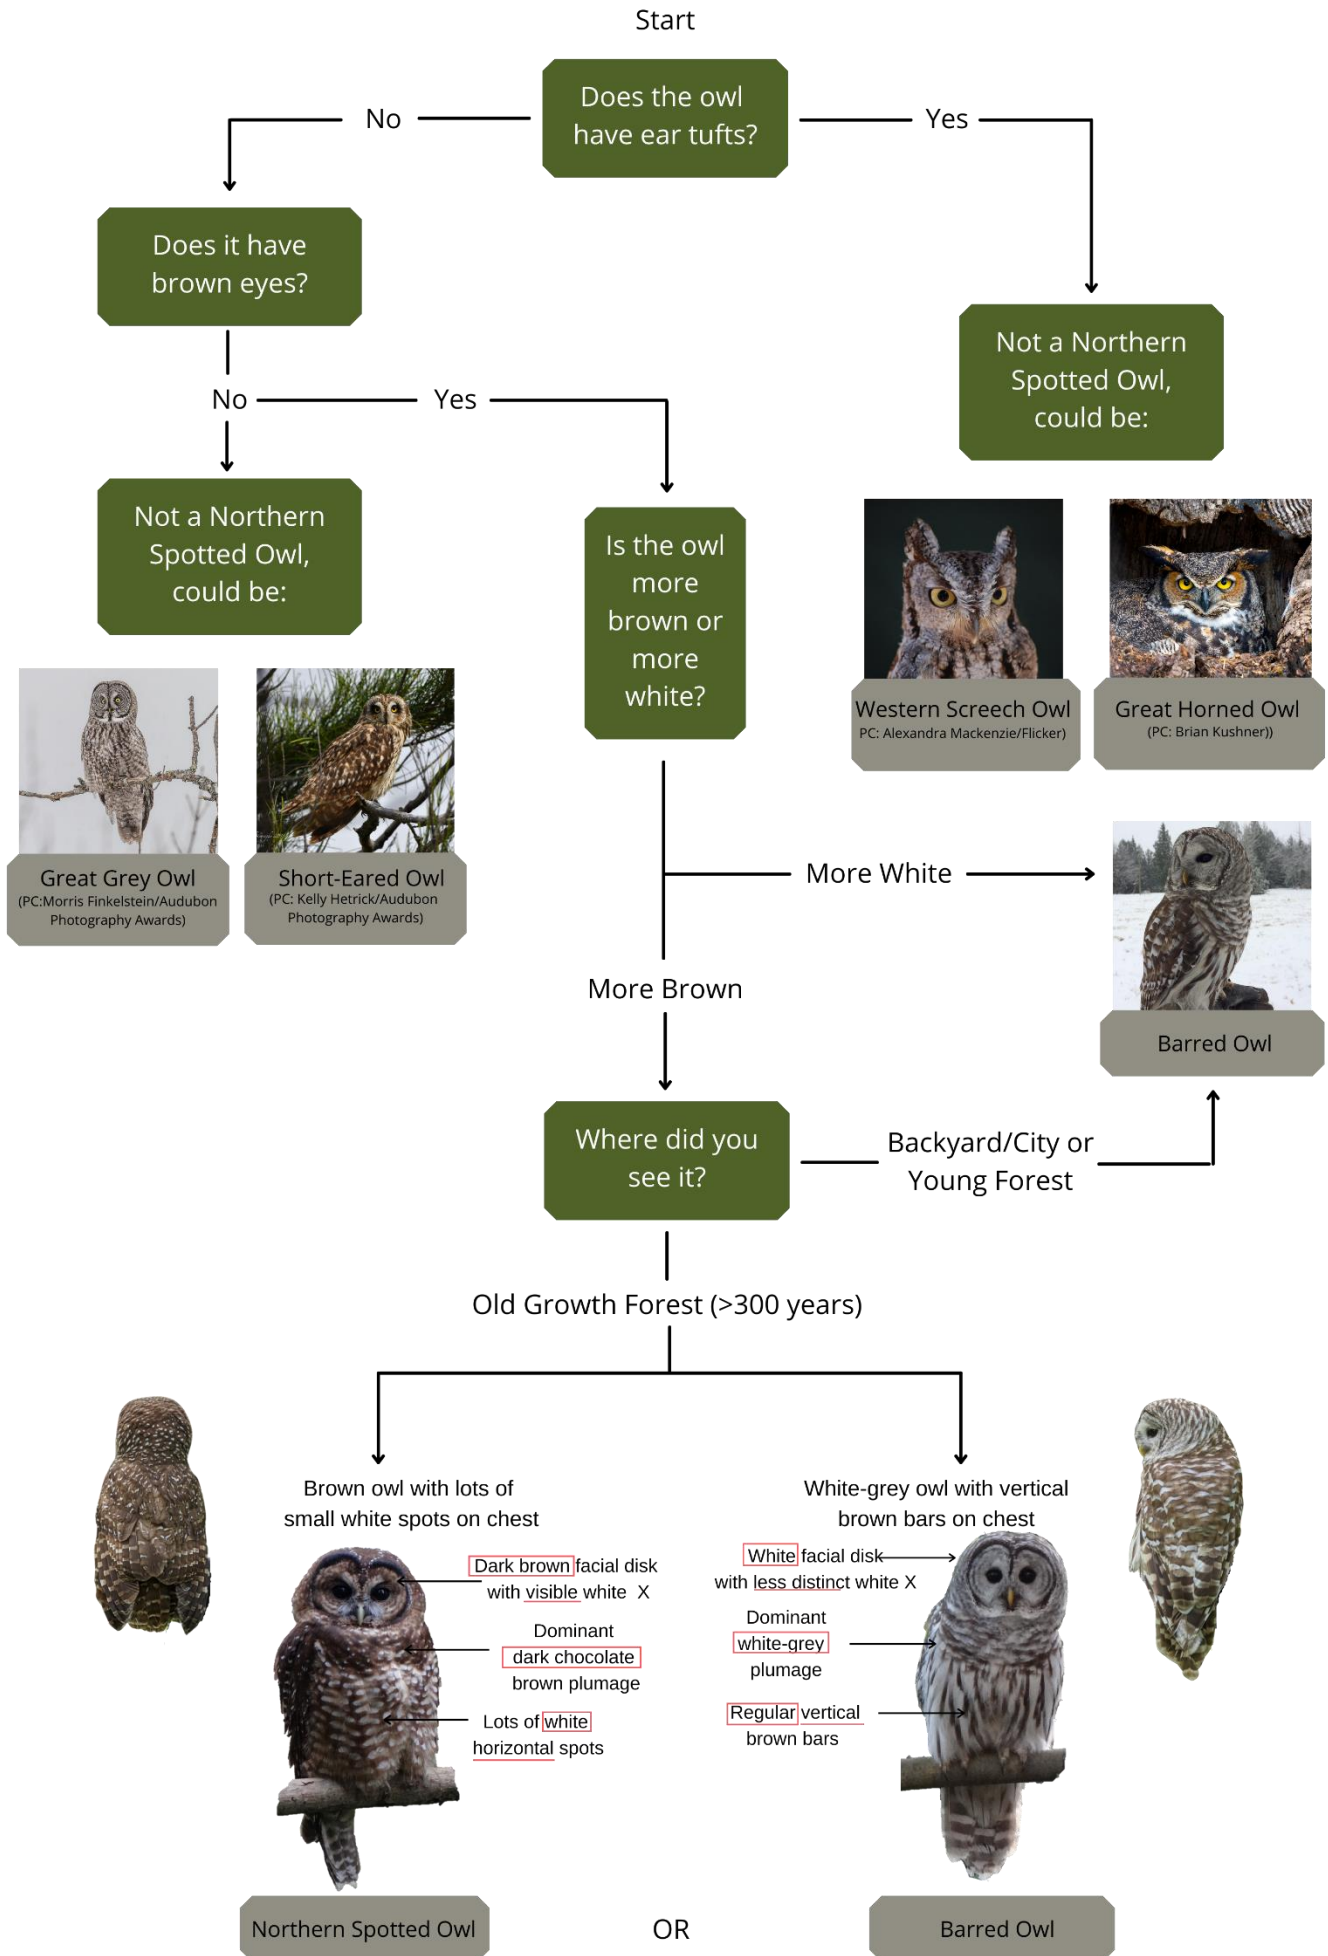 Start
Does the owl
have ear tufts?
No
Yes
Does it have
brown eyes?
Not a Northern
Spotted Owl,
could be:
No
Yes
Not a Northern
Spotted Owl,
could be:
Is the owl
more
brown or
more
white?
Western Screech Owl
PC: Alexandra Mackenzie/Flicker)
Great Horned Owl
(PC: Brian Kushner))
Great Grey Owl
(PC:Morris Finkelstein/Audubon
Photography Awards)
Short-Eared Owl
(PC: Kelly Hetrick/Audubon
Photography Awards)
More White
More Brown
Barred Owl
Where did you
see it?
Backyard/City or
Young Forest
Old Growth Forest (>300 years)
Brown owl with lots of
small white spots on chest
Dark brown facial disk
with visible white X
Dominant
dark chocolate
brown plumage
Lots of white
horizontal spots
White-grey owl with vertical
brown bars on chest
White facial disk
with less distinct white X
Dominant
white-grey
plumage
Regular vertical
brown bars
Northern Spotted Owl
OR
Barred Owl